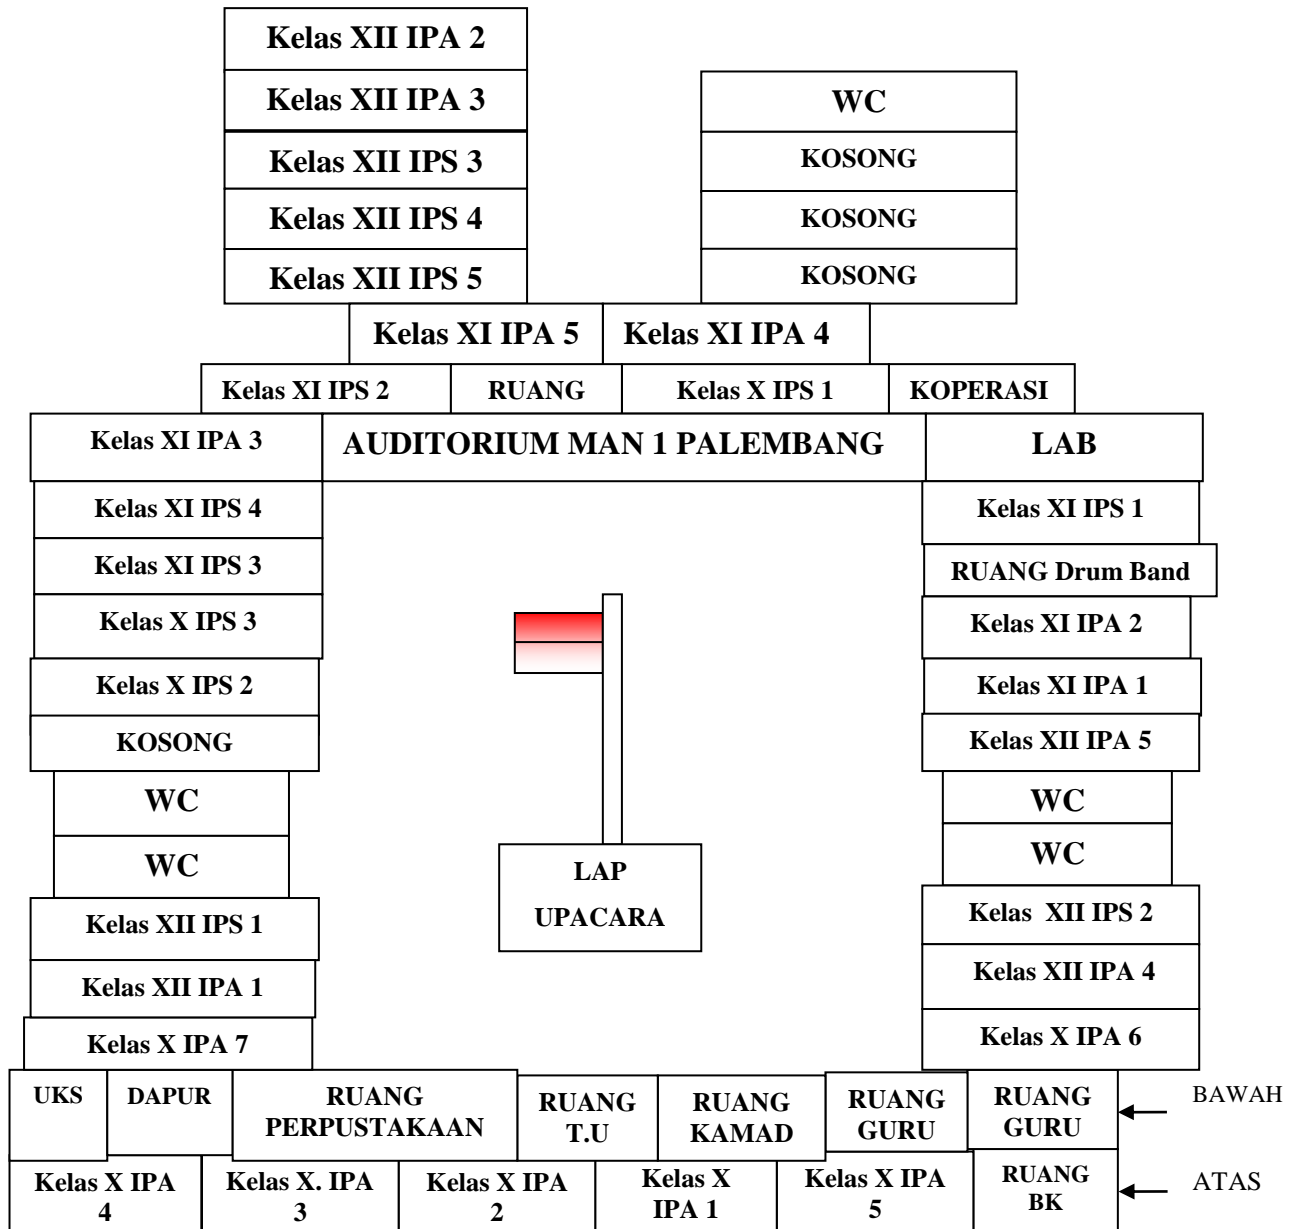 Kelas XII IPA 2
Kelas XII IPA 3
WC
Kelas XII IPS 3
KOSONG
Kelas XII IPS 4
KOSONG
Kelas XII IPS 5
KOSONG
Kelas XI IPA 5
Kelas XI IPA 4
Kelas XI IPS 2
RUANG
Kelas X IPS 1
KOPERASI
Kelas XI IPA 3
AUDITORIUM MAN 1 PALEMBANG
LAB
Kelas XI IPS 4
Kelas XI IPS 1
Kelas XI IPS 3
RUANG Drum Band
Kelas X IPS 3
Kelas XI IPA 2
Kelas X IPS 2
Kelas XI IPA 1
KOSONG
Kelas XII IPA 5
WC
WC
WC
WC
LAP
UPACARA
Kelas XII IPS 1
Kelas XII IPS 2
Kelas XII IPA 1
Kelas XII IPA 4
Kelas X IPA 7
Kelas X IPA 6
UKS
DAPUR
RUANG
PERPUSTAKAAN
RUANG
T.U
RUANG
KAMAD
RUANG
GURU
RUANG
GURU
BAWAH
Kelas X IPA
4
Kelas X. IPA
3
Kelas X IPA
2
Kelas X
IPA 1
Kelas X IPA
5
RUANG
BK
ATAS